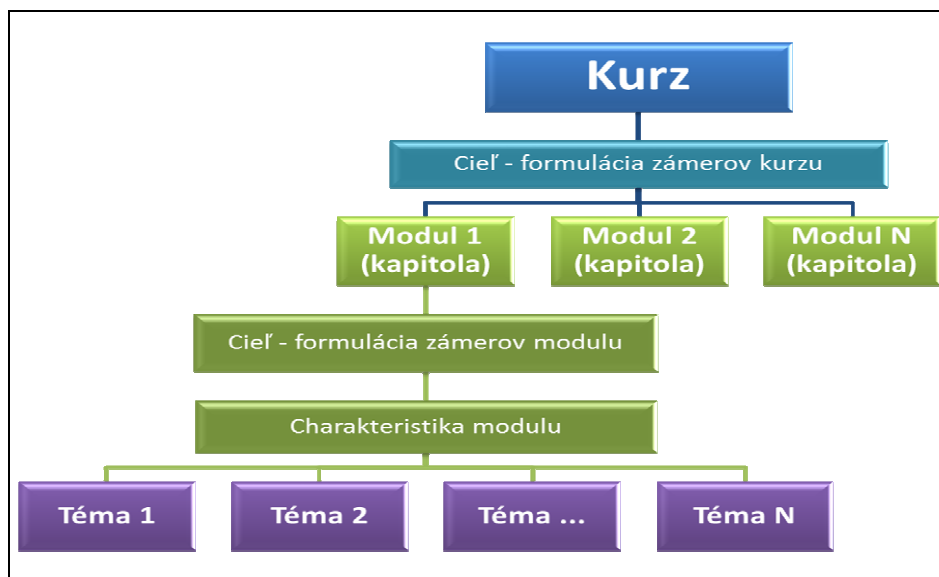 Kurz
Cieľ - formulácia zámerov kurzu
Modul 1
(kapitola)
Modul 2
(kapitola)
Modul N
(kapitola)
Cieľ - formulácia zámerov modulu
Charakteristika modulu
Téma 1
Téma 2
Téma ...
Téma N